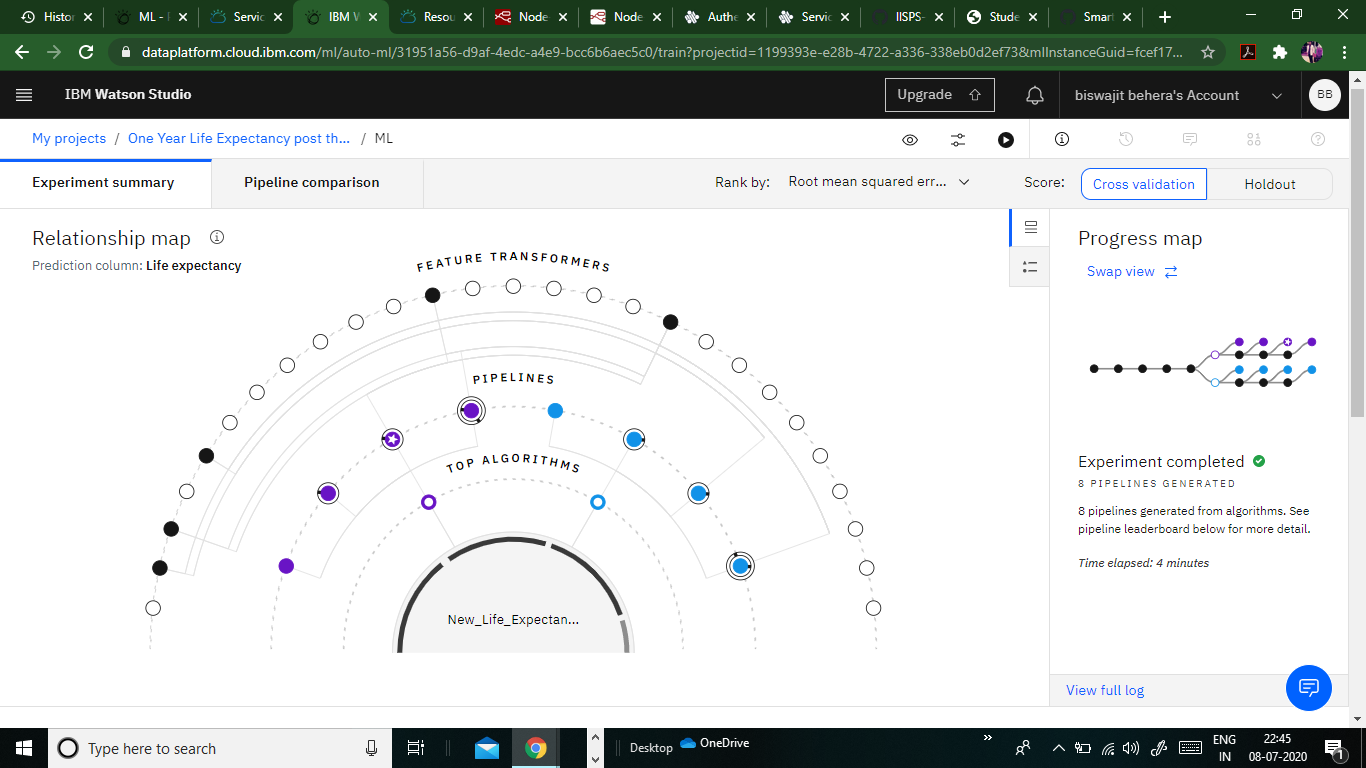 Histor
ML -
Servic
IBM W
Resou
Node
Node
Authe
Servic
IISPS-
Stude
Smart
dataplatform.cloud.ibm.com/ml/auto-ml/31951a56-d9af-4edc-a4e9-bcc6b6aec5c0/train?projectid=1199393e-e28b-4722-a336-338eb0d2ef73&mlInstanceGuid=fcef17...
IBM Watson Studio
Upgrade
biswajit behera's Account
BB
My projects / One Year Life Expectancy post th... / ML
Experiment summary
Pipeline comparison
Rank by: Root mean squared err...
Score: Cross validation Holdout
Relationship map
Prediction column: Life expectancy
FEATURE TRANSFORMERS
PIPELINES
TOP ALGORITHMS
New_Life_Expectan...
Progress map
Swap view
Experiment completed
8 PIPELINES GENERATED
8 pipelines generated from algorithms. See
pipeline leaderboard below for more detail.
Time elapsed: 4 minutes
View full log
Type here to search
Desktop
OneDrive
»
ENG
IN
22:45
08-07-2020
1